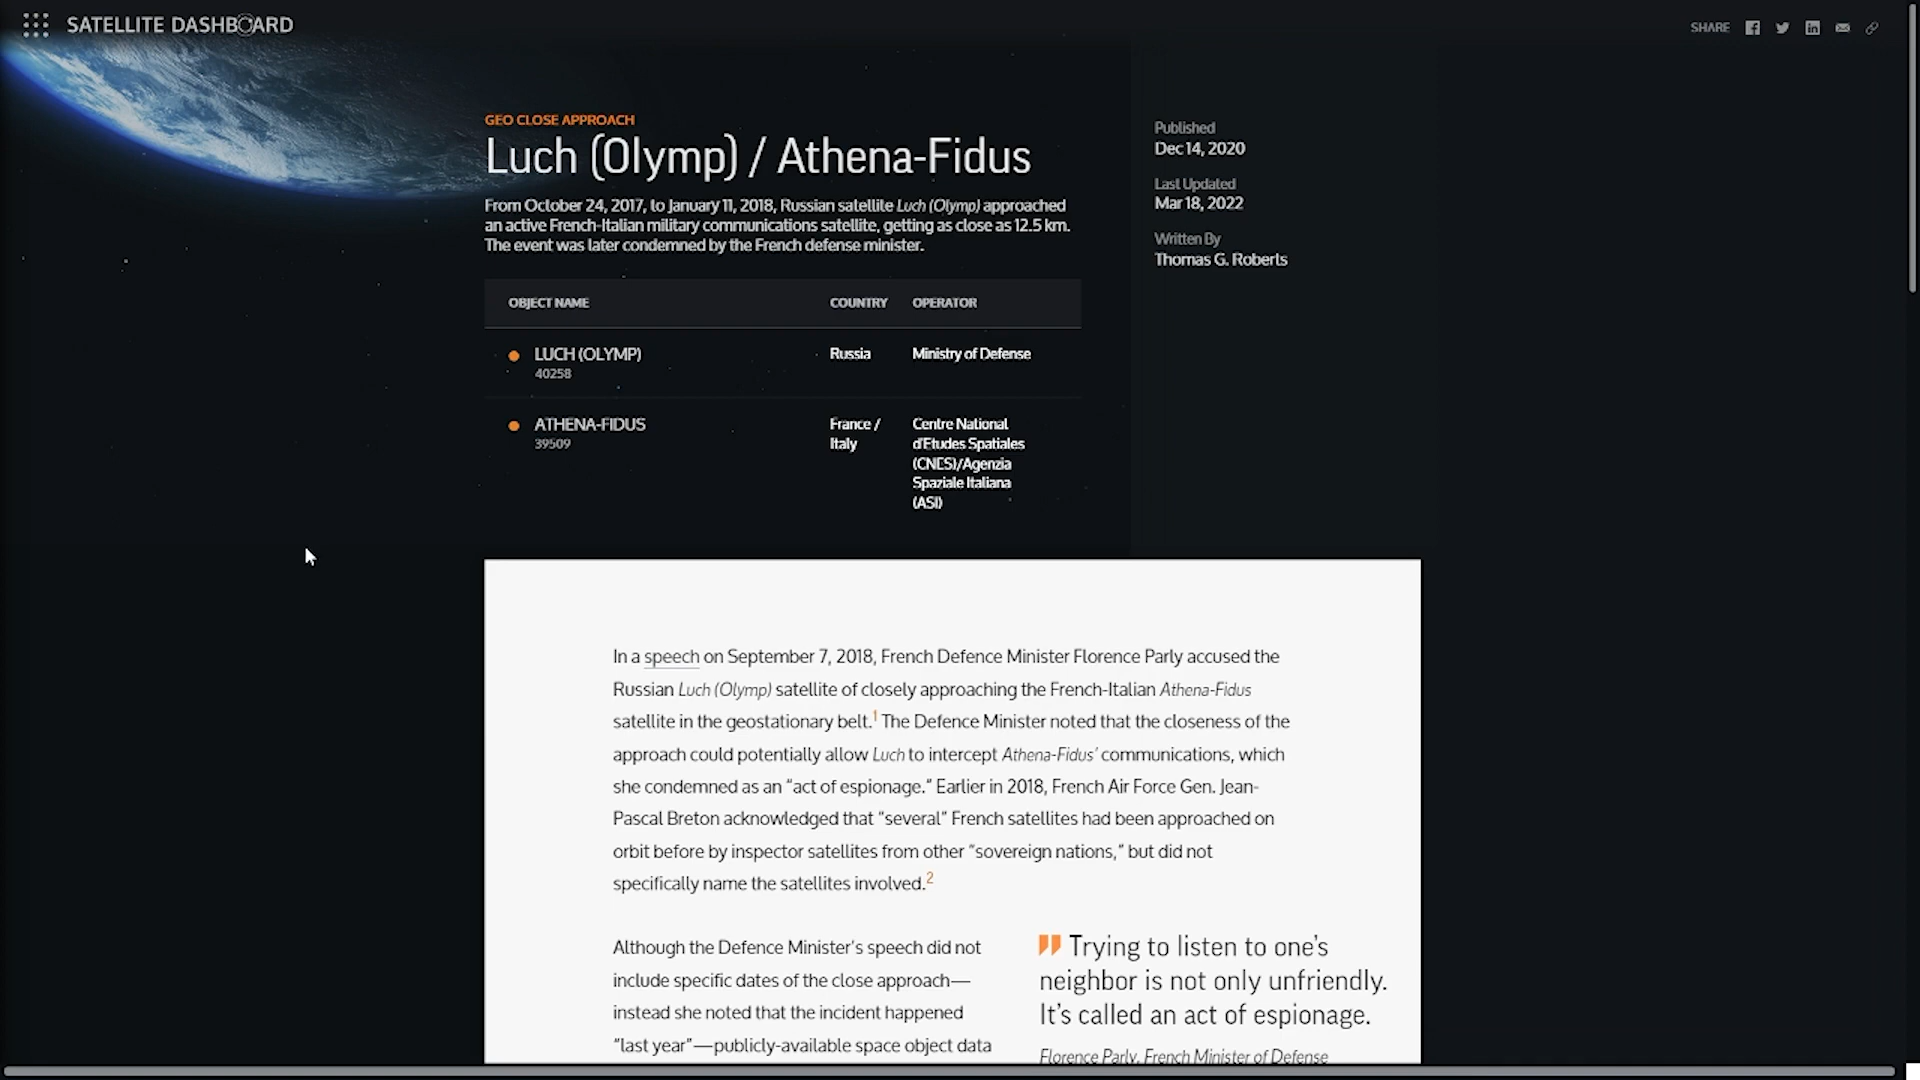 SATELLITE DASHBOARD
SHARE
GEO CLOSE APPROACH
Luch (Olymp) / Athena-Fidus
From October 24, 2017, to January 11, 2018, Russian satellite Luch (Olymp) approached
an active French-Italian military communications satellite, getting as close as 12.5 km.
The event was later condemned by the French defense minister.
Published
Dec 14, 2020
Last Updated
Mar 18, 2022
Written By
Thomas G. Roberts
OBJECT NAME COUNTRY OPERATOR
LUCH (OLYMP) Russia Ministry of Defense
40258
ATHENA-FIDUS France / Centre National
39509 Italy d'Etudes Spatiales
(CNES)/Agenzia
Spaziale Italiana
(ASI)
In a speech on September 7, 2018, French Defence Minister Florence Parly accused the
Russian Luch (Olymp) satellite of closely approaching the French-Italian Athena-Fidus
satellite in the geostationary belt.1 The Defence Minister noted that the closeness of the
approach could potentially allow Luch to intercept Athena-Fidus' communications, which
she condemned as an "act of espionage." Earlier in 2018, French Air Force Gen. Jean-
Pascal Breton acknowledged that "several" French satellites had been approached on
orbit before by inspector satellites from other "sovereign nations," but did not
specifically name the satellites involved.2
Although the Defence Minister's speech did not
include specific dates of the close approach—
instead she noted that the incident happened
"last year"—publicly-available space object data
" Trying to listen to one's
neighbor is not only unfriendly.
It's called an act of espionage.
Florence Parly, French Minister of Defense